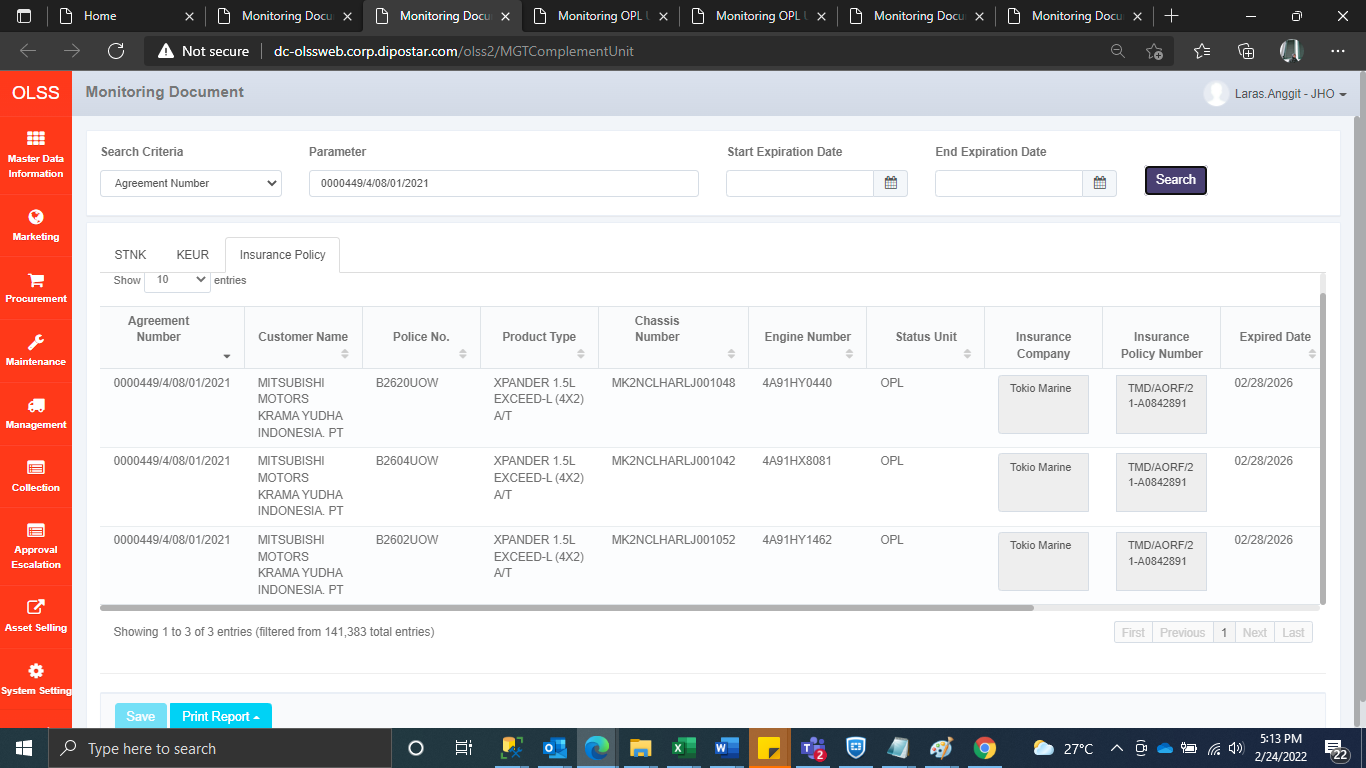 Home
Monitoring Docu
Monitoring Docu
Monitoring OPL
Monitoring OPL
Monitoring Docu
Monitoring Docu
Not secure | dc-olssweb.corp.dipostar.com/olss2/MGTComplementUnit
OLSS
Monitoring Document
Laras.Anggit - JHO
Master Data
Information
Marketing
Procurement
Maintenance
Management
Collection
Approval
Escalation
Asset Selling
System Setting
Search Criteria
Parameter
Start Expiration Date
End Expiration Date
Agreement Number
0000449/4/08/01/2021
Search
STNK
KEUR
Insurance Policy
Show 10 entries
Agreement
Number
Customer Name
Police No.
Product Type
Chassis
Number
Engine Number
Status Unit
Insurance
Company
Insurance
Policy Number
Expired Date
0000449/4/08/01/2021
MITSUBISHI
MOTORS
KRAMA YUDHA
INDONESIA. PT
B2620UOW
XPANDER 1.5L
EXCEED-L (4X2)
A/T
MK2NCLHARLJ001048
4A91HY0440
OPL
Tokio Marine
TMD/AORF/2
1-A0842891
02/28/2026
0000449/4/08/01/2021
MITSUBISHI
MOTORS
KRAMA YUDHA
INDONESIA. PT
B2604UOW
XPANDER 1.5L
EXCEED-L (4X2)
A/T
MK2NCLHARLJ001042
4A91HX8081
OPL
Tokio Marine
TMD/AORF/2
1-A0842891
02/28/2026
0000449/4/08/01/2021
MITSUBISHI
MOTORS
KRAMA YUDHA
INDONESIA. PT
B2602UOW
XPANDER 1.5L
EXCEED-L (4X2)
A/T
MK2NCLHARLJ001052
4A91HY1462
OPL
Tokio Marine
TMD/AORF/2
1-A0842891
02/28/2026
Showing 1 to 3 of 3 entries (filtered from 141,383 total entries)
First Previous 1 Next Last
Save
Print Report
Type here to search
2
27°C
5:13 PM
2/24/2022
22